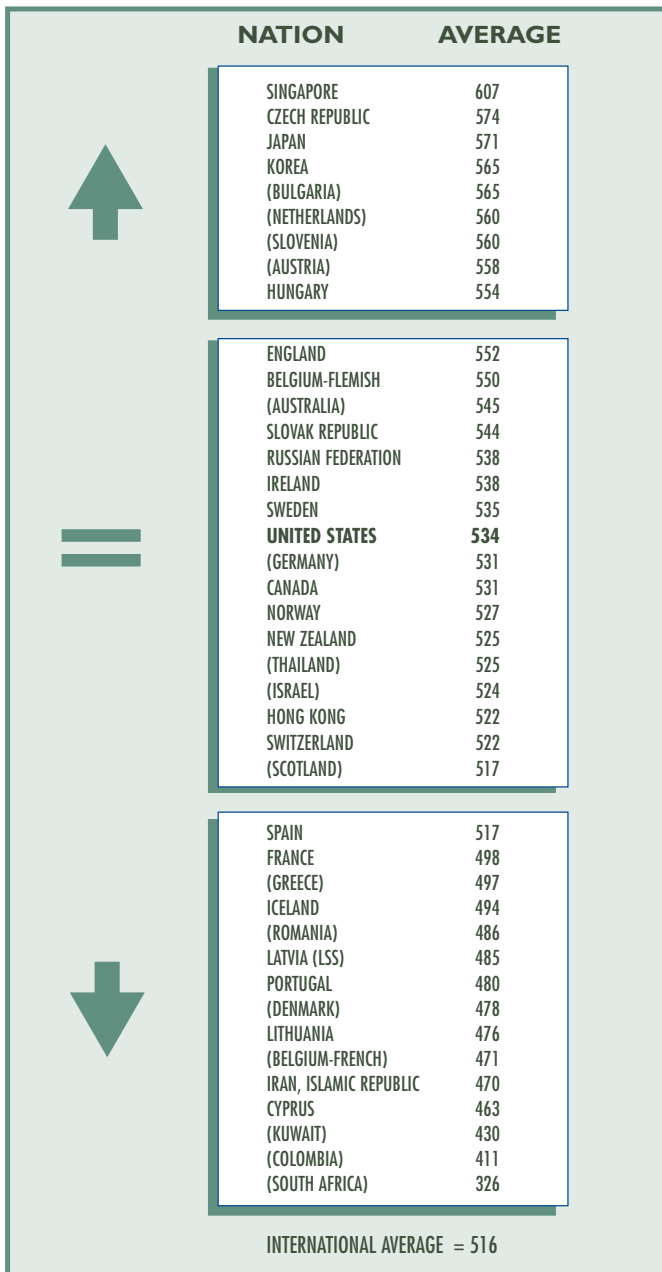 NATION AVERAGE
SINGAPORE 607
CZECH REPUBLIC 574
JAPAN 571
KOREA 565
(BULGARIA) 565
(NETHERLANDS) 560
(SLOVENIA) 560
(AUSTRIA) 558
HUNGARY 554
ENGLAND 552
BELGIUM-FLEMISH 550
(AUSTRALIA) 545
SLOVAK REPUBLIC 544
RUSSIAN FEDERATION 538
IRELAND 538
SWEDEN 535
UNITED STATES 534
(GERMANY) 531
CANADA 531
NORWAY 527
NEW ZEALAND 525
(THAILAND) 525
(ISRAEL) 524
HONG KONG 522
SWITZERLAND 522
(SCOTLAND) 517
SPAIN 517
FRANCE 498
(GREECE) 497
ICELAND 494
(ROMANIA) 486
LATVIA (LSS) 485
PORTUGAL 480
(DENMARK) 478
LITHUANIA 476
(BELGIUM-FRENCH) 471
IRAN, ISLAMIC REPUBLIC 470
CYPRUS 463
(KUWAIT) 430
(COLOMBIA) 411
(SOUTH AFRICA) 326
INTERNATIONAL AVERAGE = 516